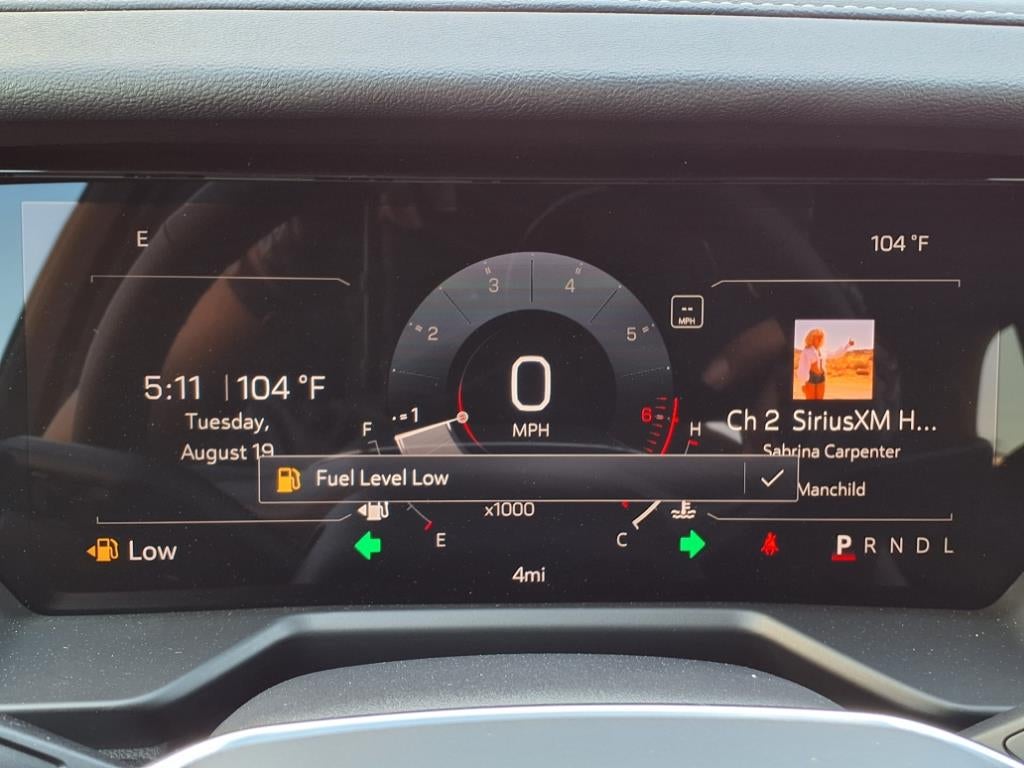 E
104 °F
3
4
2
5
-- MPH
5:11 | 104 °F
Tuesday,
August 19
0
MPH
1
6
F
H
Ch 2 SiriusXM H...
Sabrina Carpenter
Manchild
Fuel Level Low
x1000
E
C
Low
P R N D L
4mi